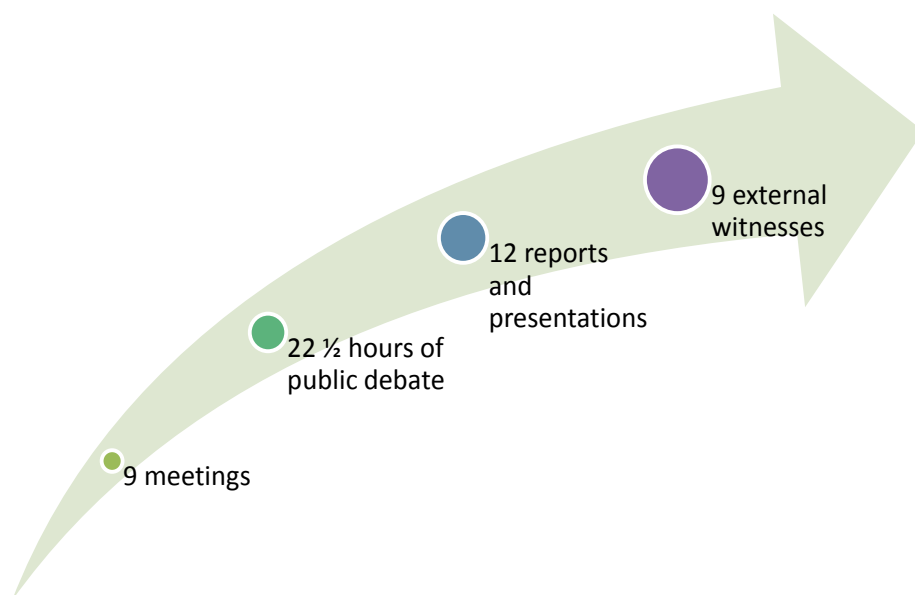 9 meetings
22 ½ hours of
public debate
12 reports
and
presentations
9 external
witnesses